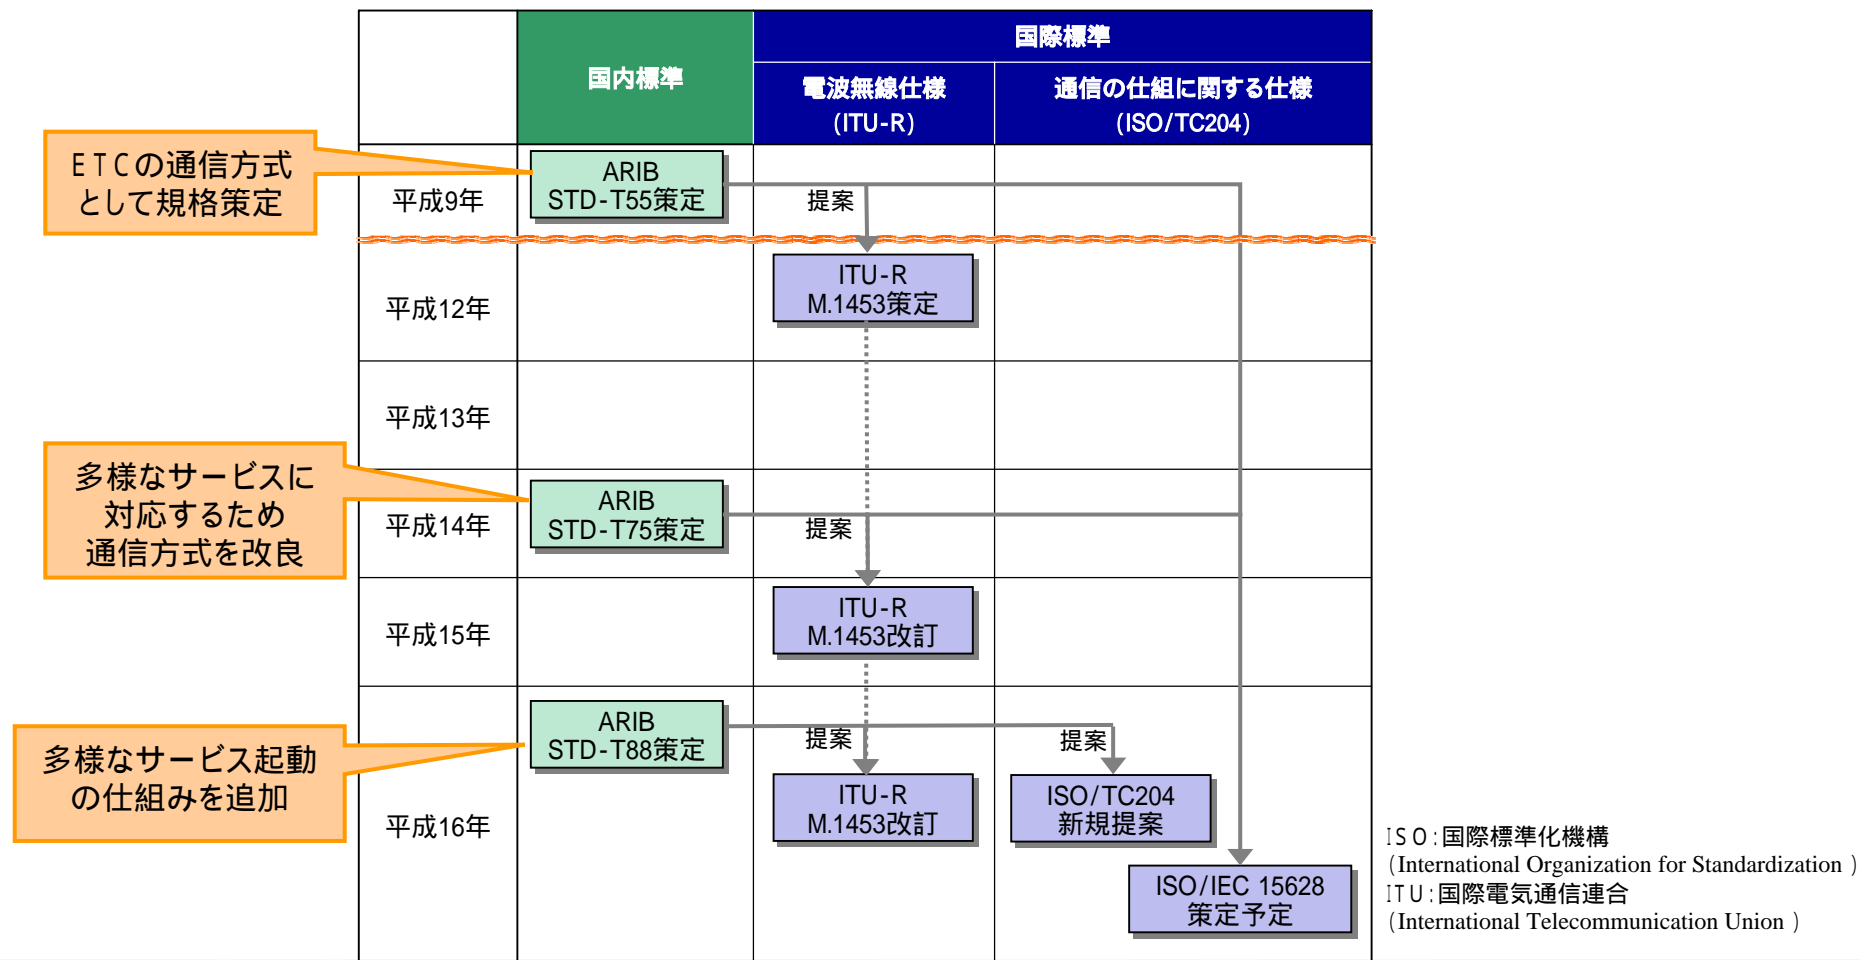 国内標準
国際標準
電波無線仕様
(ITU-R)
通信の仕組に関する仕様
(ISO/TC204)
ETCの通信方式
として規格策定
平成9年
ARIB
STD-T55策定
提案
平成12年
ITU-R
M.1453策定
平成13年
多様なサービスに
対応するため
通信方式を改良
平成14年
ARIB
STD-T75策定
提案
平成15年
ITU-R
M.1453改訂
多様なサービス起動
の仕組みを追加
平成16年
ARIB
STD-T88策定
提案
提案
ITU-R
M.1453改訂
ISO/TC204
新規提案
ISO/IEC 15628
策定予定
ISO:国際標準化機構
(International Organization for Standardization )
ITU:国際電気通信連合
(International Telecommunication Union )